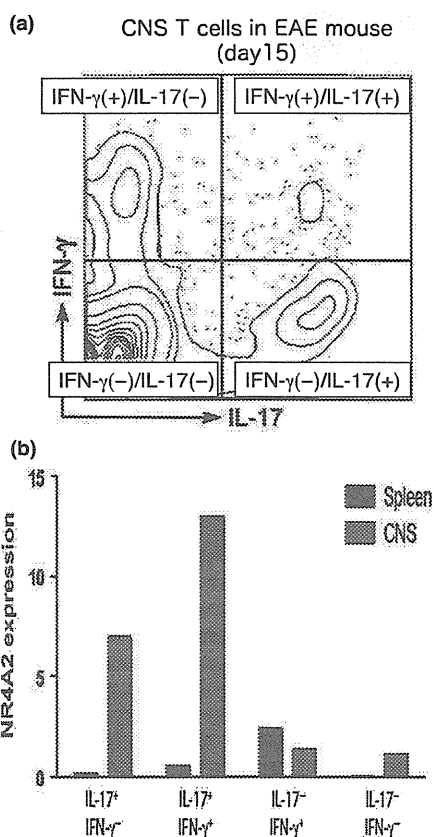 (a) CNS T cells in EAE mouse
(day15)
IFN-γ(+)/IL-17(−) IFN-γ(+)/IL-17(+)
IFN-γ
IFN-γ(−)/IL-17(−) IFN-γ(−)/IL-17(+)
IL-17
(b)
15
Spleen
CNS
10
5
0
NR4A2 expression
IL-17⁺ IL-17⁺ IL-17⁻ IL-17⁻
IFN-γ⁻ IFN-γ⁺ IFN-γ⁺ IFN-γ⁻